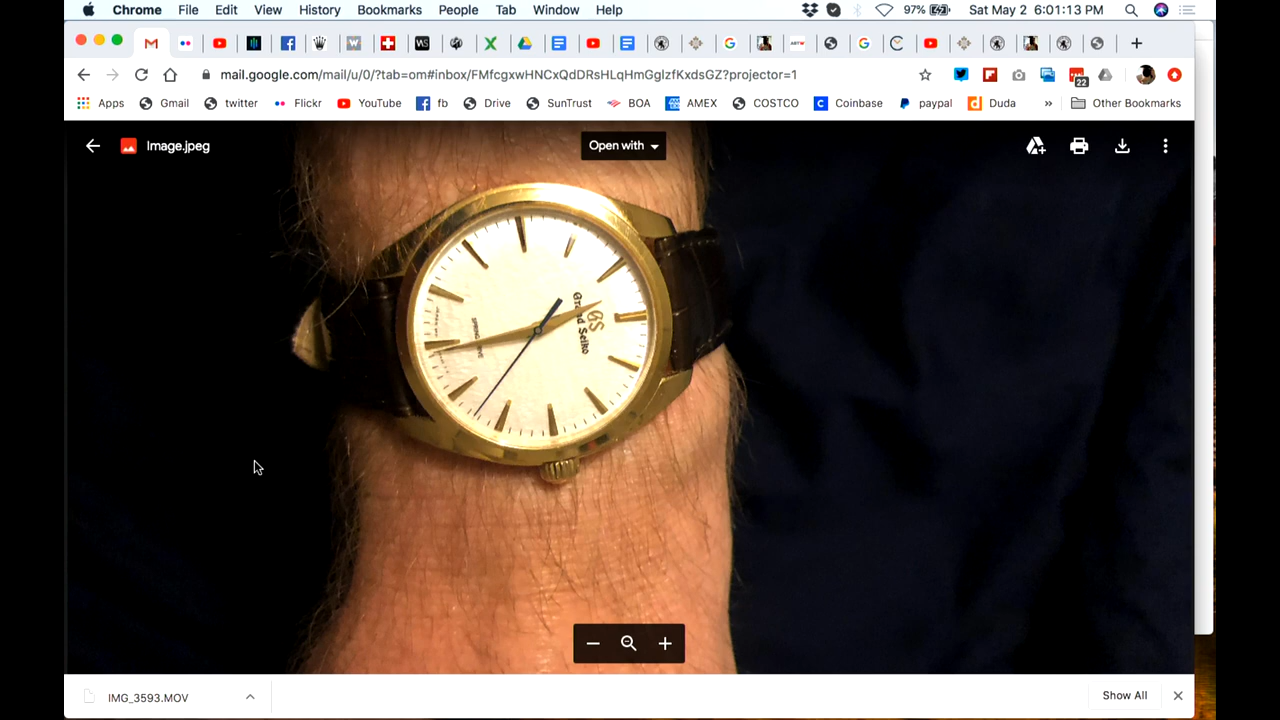 Chrome File Edit View History Bookmarks People Tab Window Help 97% Sat May 2 6:01:13 PM
mail.google.com/mail/u/0/?tab=om#inbox/FMfcgxwHNCxQdDRsHLqHmGglzfKxdsGZ?projector=1
22
Apps Gmail twitter Flickr YouTube fb Drive SunTrust BOA AMEX COSTCO Coinbase paypal Duda » Other Bookmarks
Image.jpeg Open with
GS
Grand Seiko
SPRING DRIVE
IMG_3593.MOV Show All